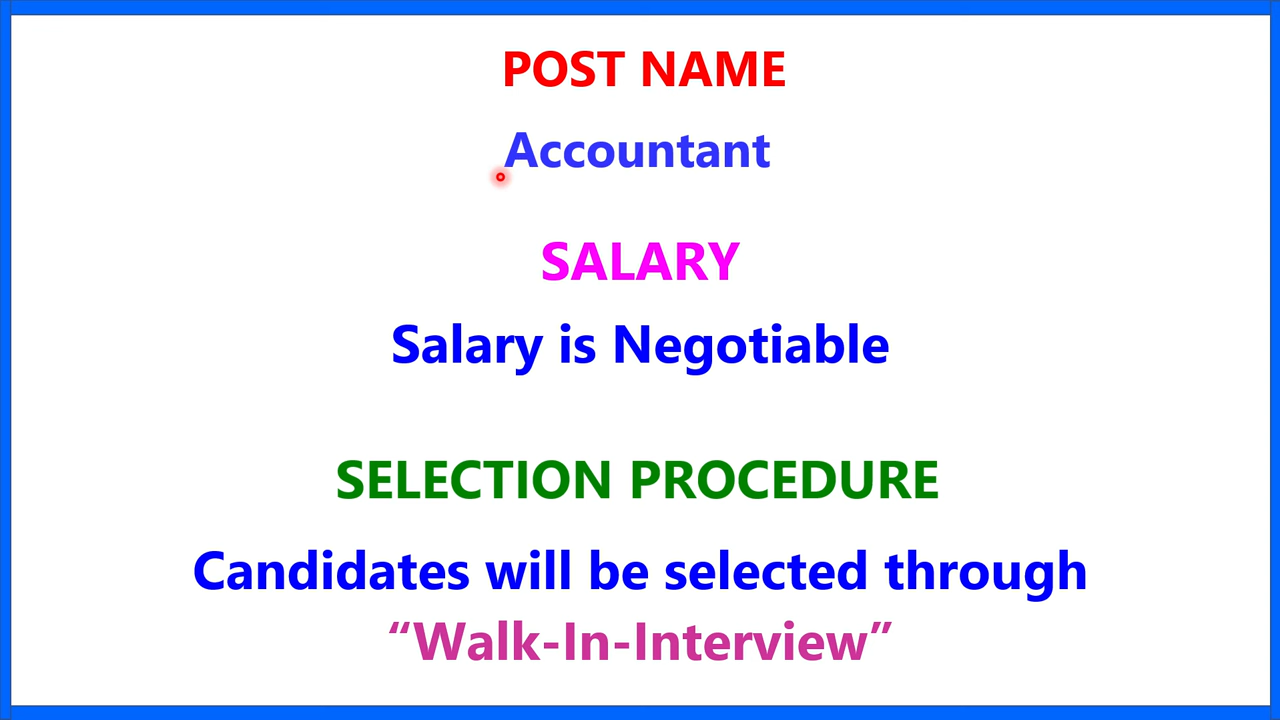 POST NAME
Accountant
SALARY
Salary is Negotiable
SELECTION PROCEDURE
Candidates will be selected through
“Walk-In-Interview”